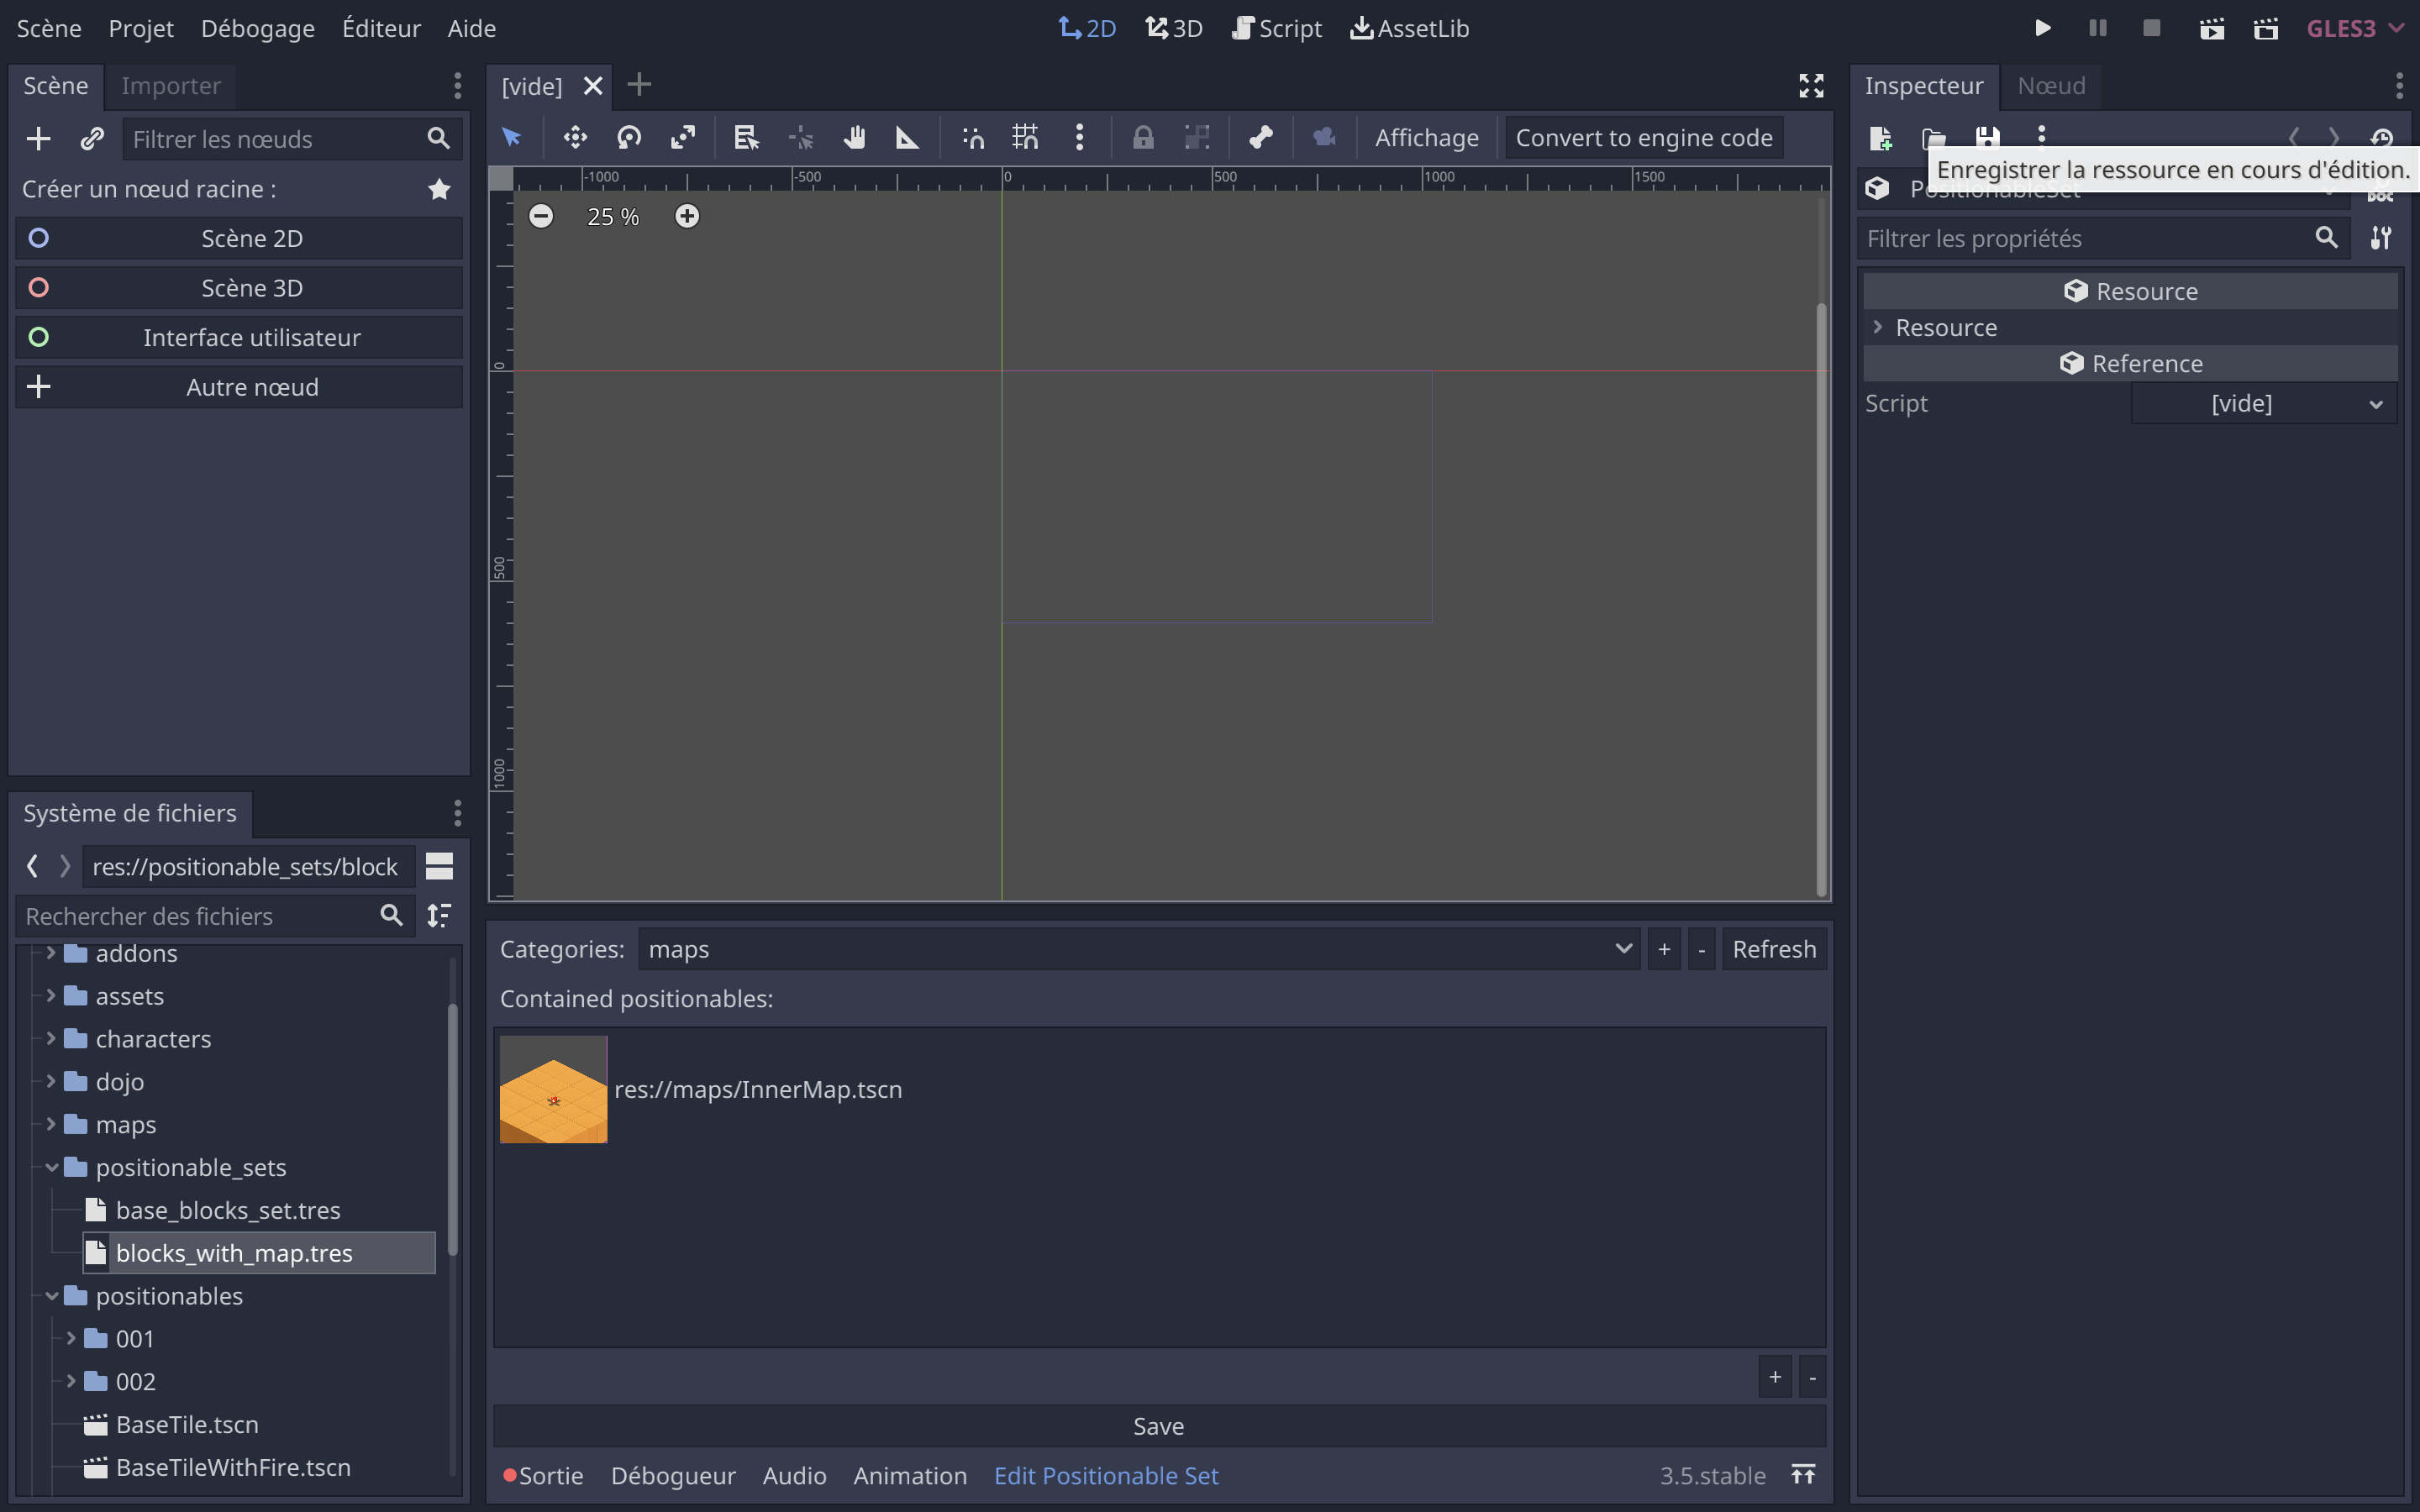 Scène Projet Débogage Éditeur Aide
2D 3D Script AssetLib
GLES3
Scène Importer
Filtrer les nœuds
Créer un nœud racine :
Scène 2D
Scène 3D
Interface utilisateur
Autre nœud
Système de fichiers
res://positionable_sets/block
Rechercher des fichiers
addons
assets
characters
dojo
maps
positionable_sets
base_blocks_set.tres
blocks_with_map.tres
positionables
001
002
BaseTile.tscn
BaseTileWithFire.tscn
[vide]
Affichage Convert to engine code
-1000 -500 0 500 1000 1500
25 %
0
500
1000
Categories: maps + - Refresh
Contained positionables:
res://maps/InnerMap.tscn
+ -
Save
Sortie Débogueur Audio Animation Edit Positionable Set 3.5.stable
Inspecteur Nœud
Enregistrer la ressource en cours d'édition.
PositionableSet
Filtrer les propriétés
Resource
Resource
Reference
Script [vide]